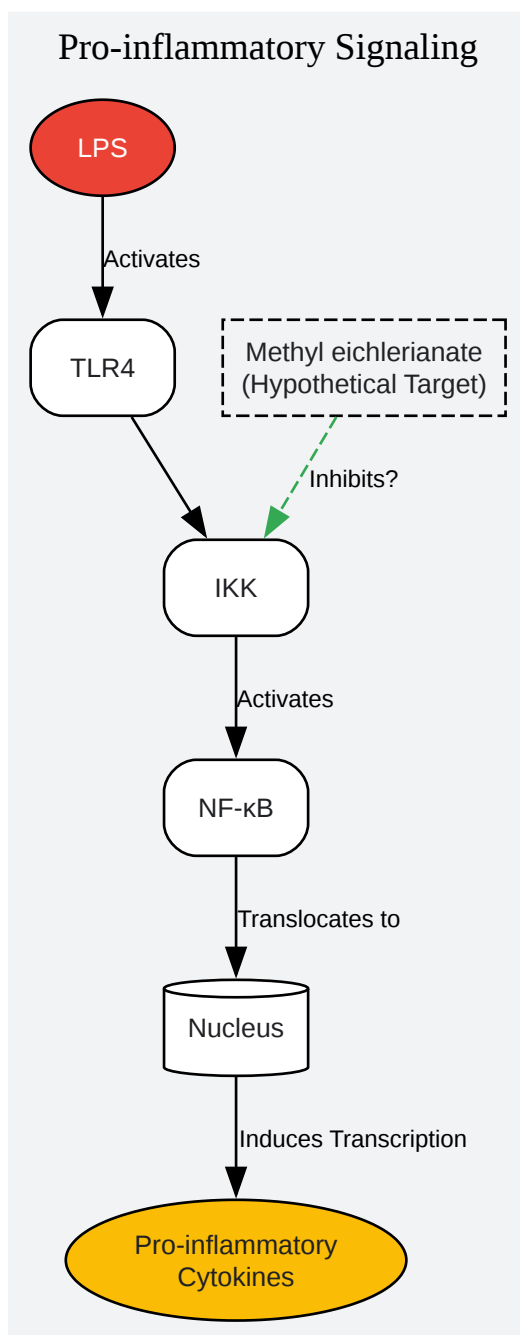 Pro-inflammatory Signaling
LPS
Activates
TLR4
Methyl eichlerianate
(Hypothetical Target)
Inhibits?
IKK
Activates
NF-κB
Translocates to
Nucleus
Induces Transcription
Pro-inflammatory
Cytokines